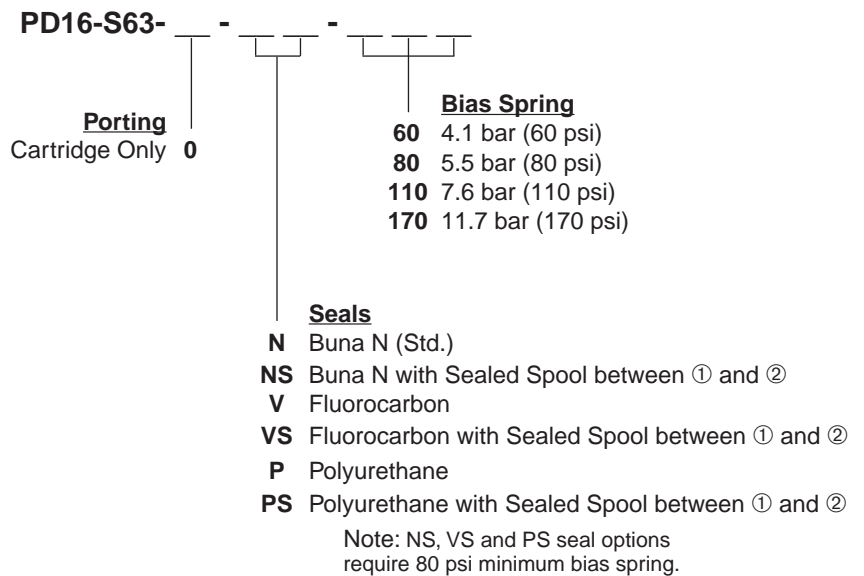 PD16-S63- __ - __ __ - __ __ __
Porting
Cartridge Only 0
Bias Spring
60 4.1 bar (60 psi)
80 5.5 bar (80 psi)
110 7.6 bar (110 psi)
170 11.7 bar (170 psi)
Seals
N Buna N (Std.)
NS Buna N with Sealed Spool between ① and ②
V Fluorocarbon
VS Fluorocarbon with Sealed Spool between ① and ②
P Polyurethane
PS Polyurethane with Sealed Spool between ① and ②
Note: NS, VS and PS seal options
require 80 psi minimum bias spring.